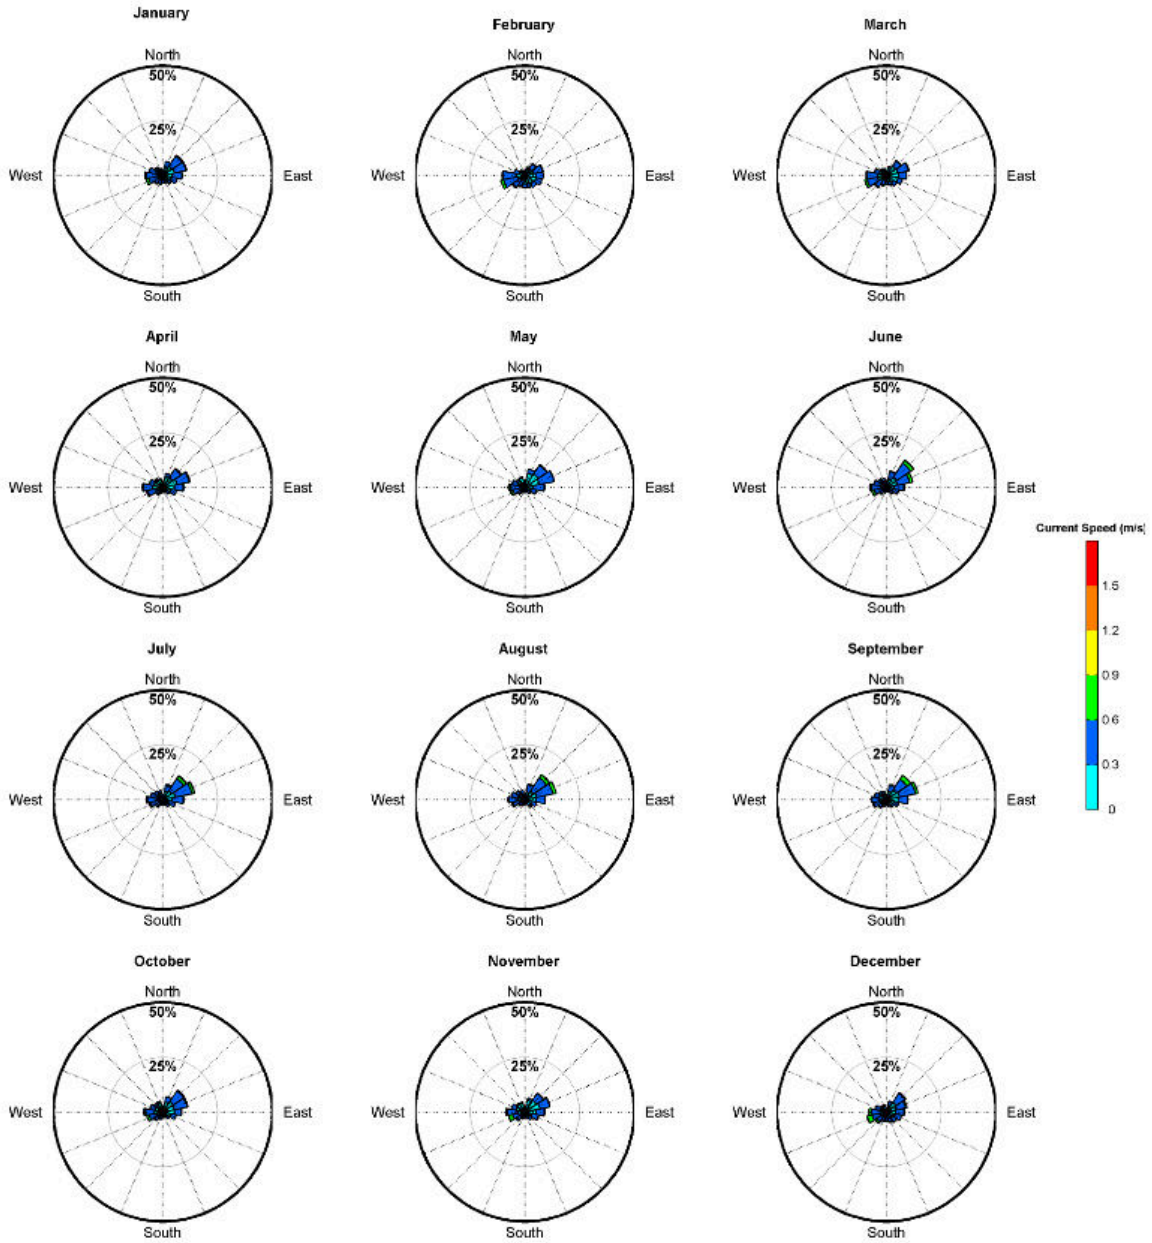 January
February
March
North
50%
25%
West
East
South
North
50%
25%
West
East
South
North
50%
25%
West
East
South
April
May
June
North
50%
25%
West
East
South
North
50%
25%
West
East
South
North
50%
25%
West
East
South
Current Speed (m/s)
1.5
1.2
0.9
0.6
0.3
0
July
August
September
North
50%
25%
West
East
South
North
50%
25%
West
East
South
North
50%
25%
West
East
South
October
November
December
North
50%
25%
West
East
South
North
50%
25%
West
East
South
North
50%
25%
West
East
South